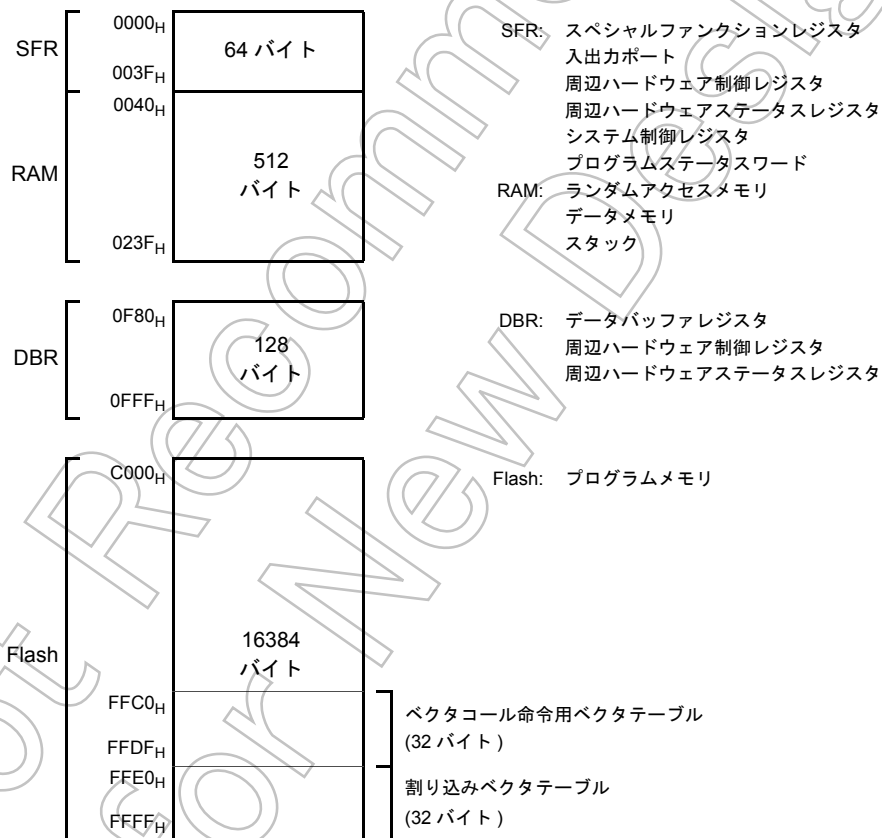 0000H
SFR
64 バイト
003FH
0040H
RAM
512
バイト
023FH
SFR: スペシャルファンクションレジスタ
入出力ポート
周辺ハードウェア制御レジスタ
周辺ハードウェアステータスレジスタ
システム制御レジスタ
プログラムステータスワード
RAM: ランダムアクセスメモリ
データメモリ
スタック
0F80H
DBR
128
バイト
0FFFH
DBR: データバッファレジスタ
周辺ハードウェア制御レジスタ
周辺ハードウェアステータスレジスタ
C000H
Flash: プログラムメモリ
Flash
16384
バイト
FFC0H
FFDFH
ベクタコール命令用ベクタテーブル
(32 バイト )
FFE0H
FFFFH
割り込みベクタテーブル
(32 バイト )
Not Recomme
for New Desig